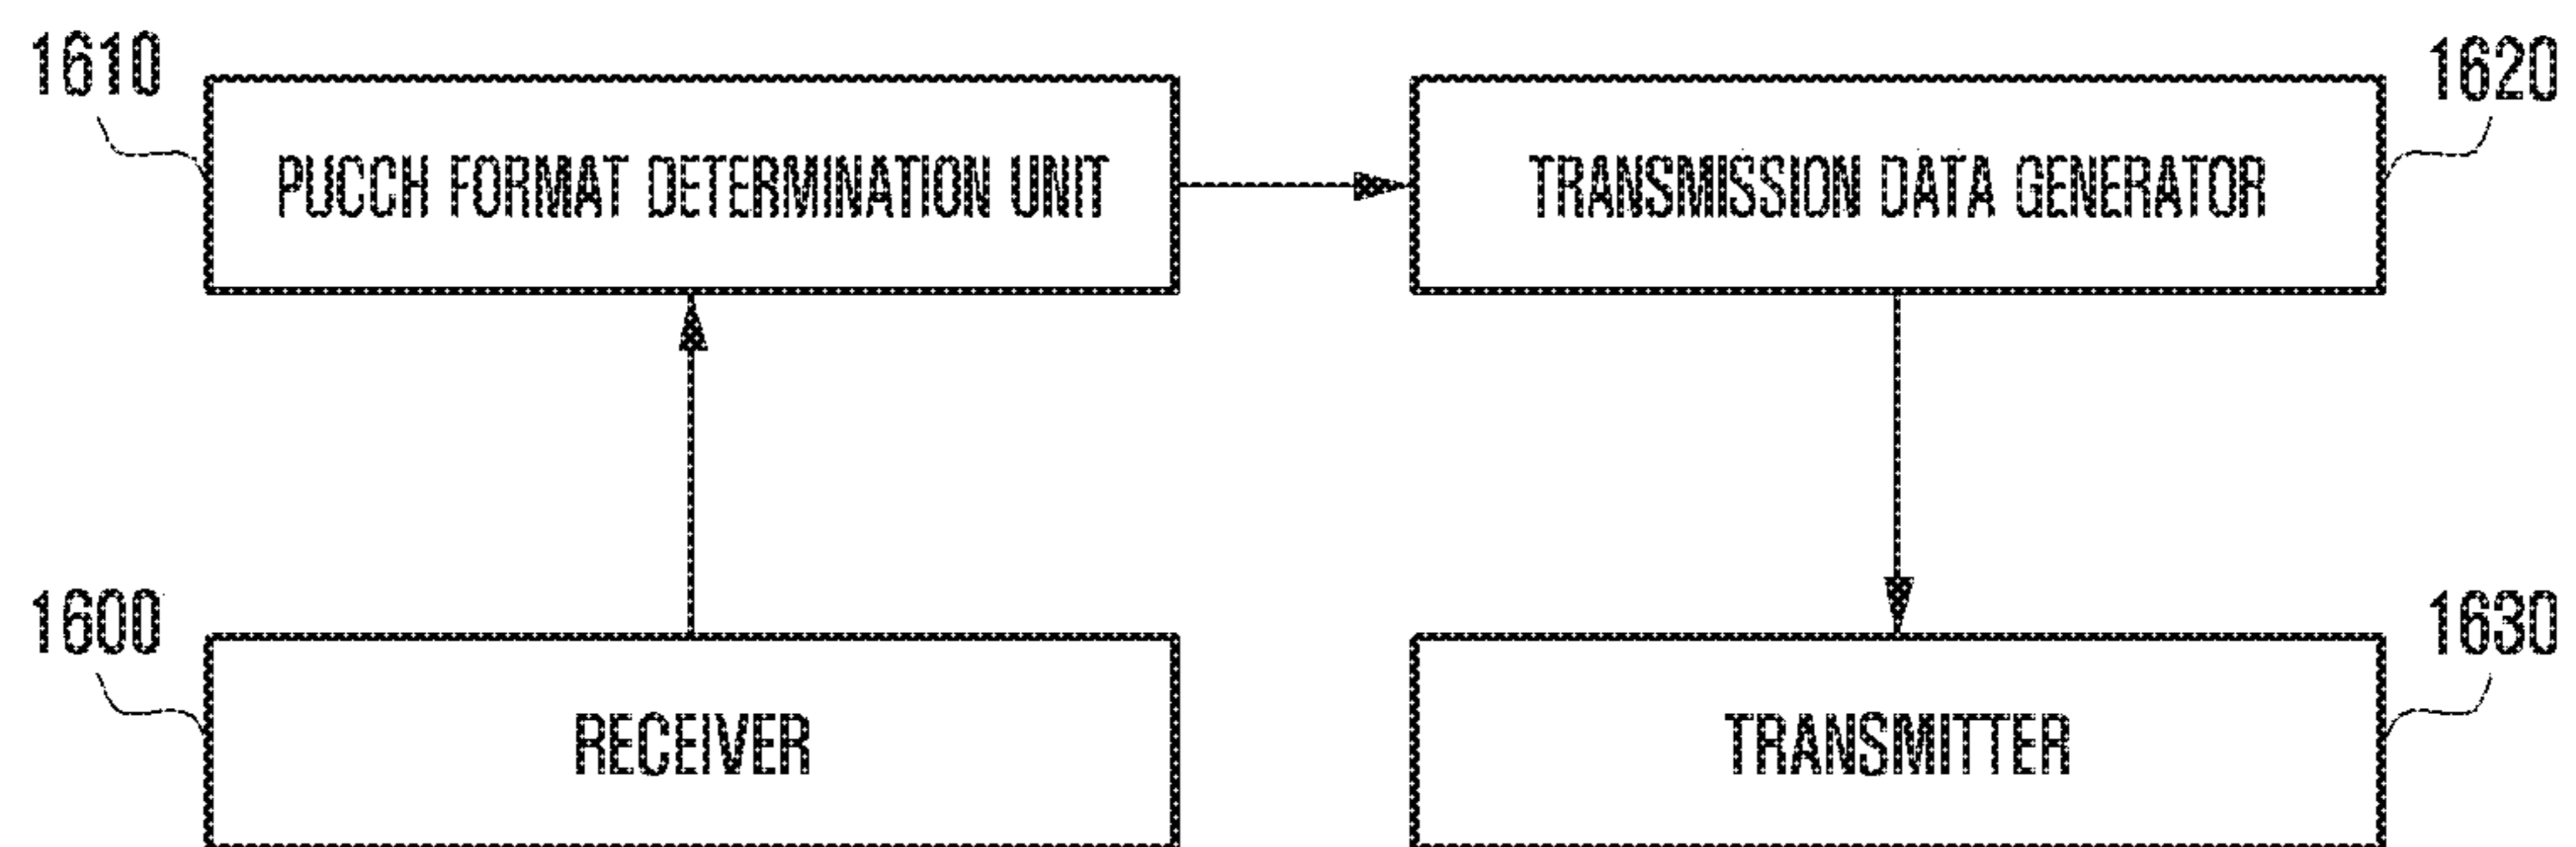 1610
PUCCH FORMAT DETERMINATION UNIT
TRANSMISSION DATA GENERATOR
1620
1600
RECEIVER
TRANSMITTER
1630